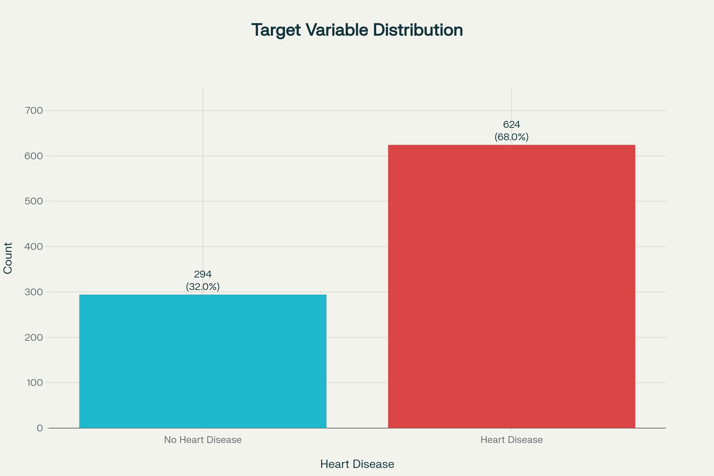 Target Variable Distribution
Count
700
600
500
400
300
200
100
0
624
(68.0%)
294
(32.0%)
No Heart Disease
Heart Disease
Heart Disease